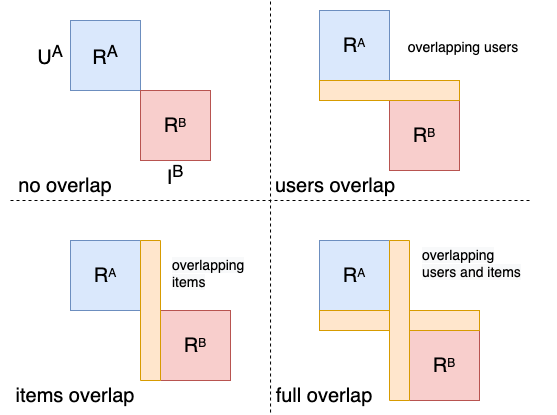 U^A
R^A
R^B
I^B
no overlap
R^A
overlapping users
R^B
users overlap
R^A
overlapping
items
R^B
items overlap
R^A
overlapping
users and items
R^B
full overlap